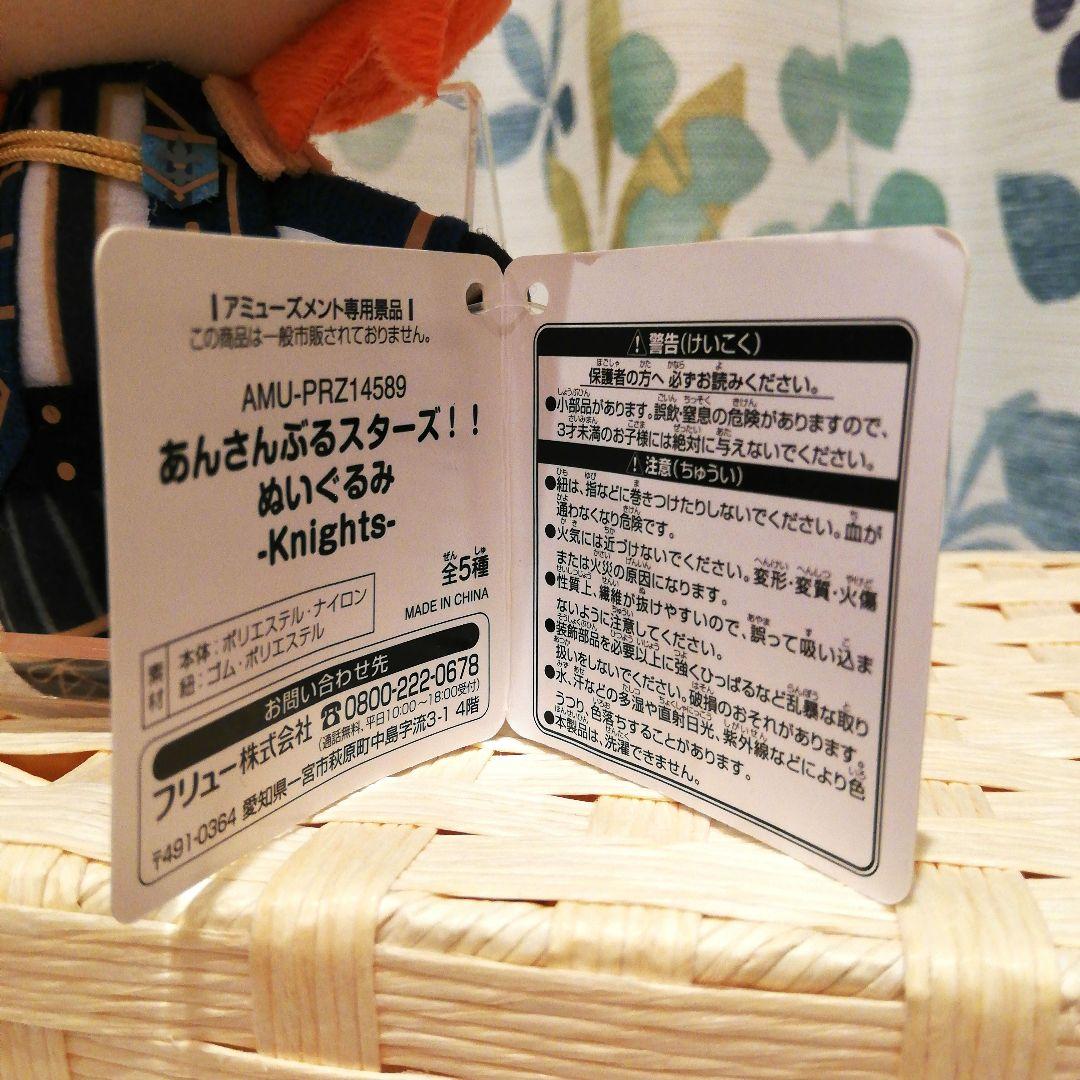 |アミューズメント専用景品|
この商品は一般市販されておりません。
AMU-PRZ14589
あんさんぶるスターズ！！
ぬいぐるみ
-Knights-
全5種
MADE IN CHINA
素材
本体：ポリエステル・ナイロン
紐：ゴム・ポリエステル
お問い合わせ先
フリュー株式会社 ☎0800-222-0678
(通話無料、平日10:00～18:00受付)
〒491-0364 愛知県一宮市萩原町中島字流3-1 4階
⚠警告(けいこく)
保護者の方へ 必ずお読みください。
●小部品があります。誤飲・窒息の危険がありますので、
3才未満のお子様には絶対に与えないでください。
⚠注意(ちゅうい)
●紐は、指などに巻きつけたりしないでください。血が
通わなくなり危険です。
●火気には近づけないでください。変形・変質・火傷
または火災の原因になります。
●性質上、繊維が抜けやすいので、誤って吸い込ま
ないように注意してください。
●装飾部品を必要以上に強くひっぱるなど乱暴な取り
扱いをしないでください。破損のおそれがあります。
●水、汗などの多湿や直射日光、紫外線などにより色
うつり、色落ちすることがあります。
●本製品は、洗濯できません。